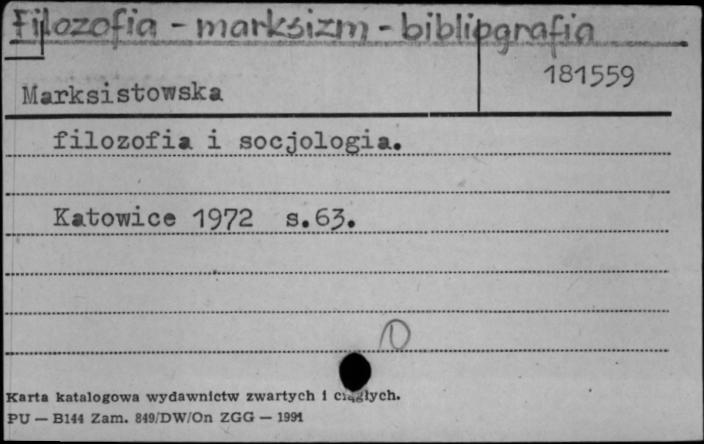 Filozofia - marksizm - bibliografia
181559
Marksistowska
filozofia i socjologia.
Katowice 1972 s.63.
Karta katalogowa wydawnictw zwartych i ciągłych.
PU — B144 Zam. 849/DW/On ZGG — 1991